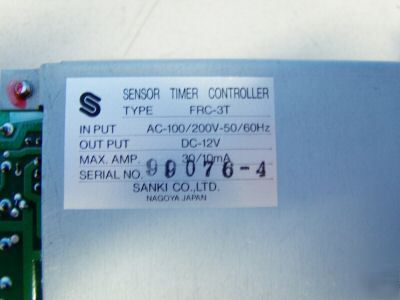 SENSOR TIMER CONTROLLER
TYPE FRC-3T
IN PUT AC-100/200V-50/60Hz
OUT PUT DC-12V
MAX. AMP. 30/10mA
SERIAL NO. 99076-4
SANKI CO.,LTD.
NAGOYA JAPAN